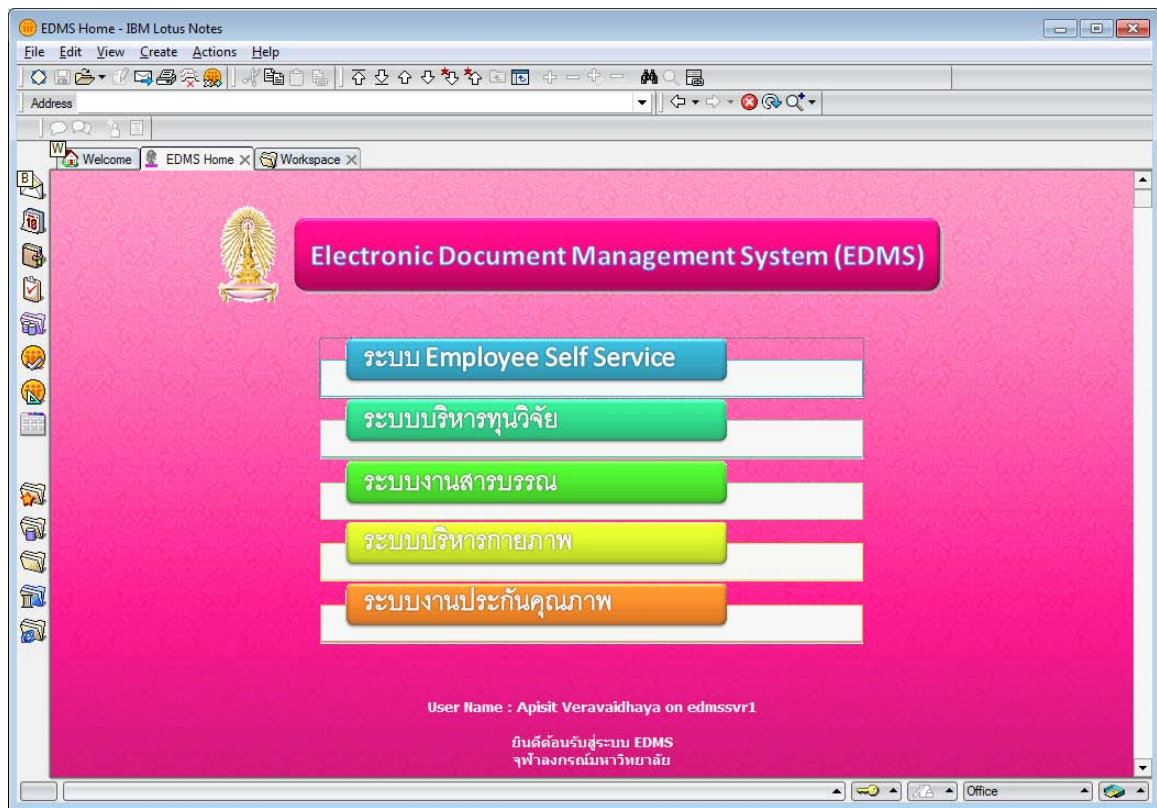 EDMS Home - IBM Lotus Notes
File Edit View Create Actions Help
Address
W
Welcome EDMS Home Workspace
B
18
Electronic Document Management System (EDMS)
ระบบ Employee Self Service
ระบบบริหารทุนวิจัย
ระบบงานสารบรรณ
ระบบบริหารกายภาพ
ระบบงานประกันคุณภาพ
User Name : Apisit Veravaidhaya on edmssvr1
ยินดีต้อนรับสู่ระบบ EDMS
จุฬาลงกรณ์มหาวิทยาลัย
Office